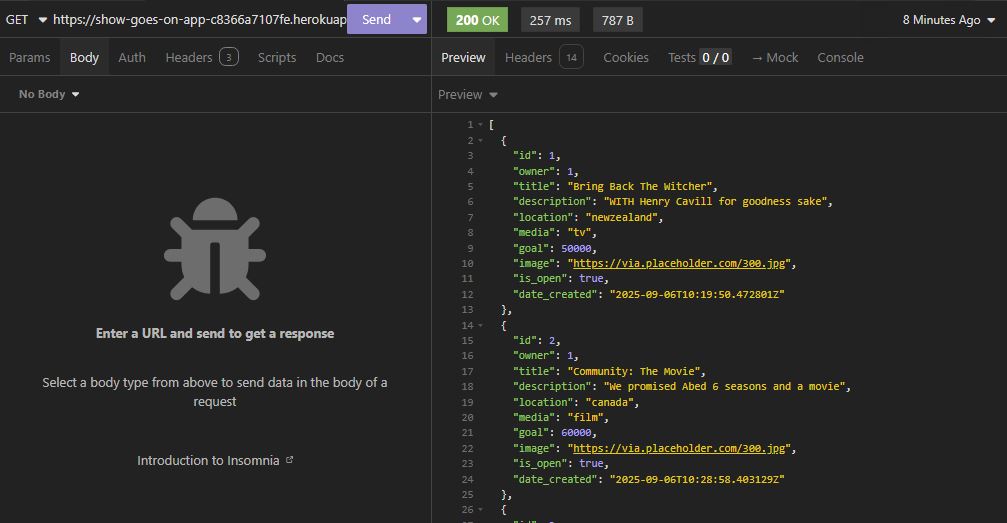 GET https://show-goes-on-app-c8366a7107fe.herokuap Send
200 OK 257 ms 787 B 8 Minutes Ago
Params Body Auth Headers 3 Scripts Docs
Preview Headers 14 Cookies Tests 0 / 0 → Mock Console
No Body
Preview
Enter a URL and send to get a response
Select a body type from above to send data in the body of a
request
Introduction to Insomnia
1 [
2 {
3 "id": 1,
4 "owner": 1,
5 "title": "Bring Back The Witcher",
6 "description": "WITH Henry Cavill for goodness sake",
7 "location": "newzealand",
8 "media": "tv",
9 "goal": 50000,
10 "image": "https://via.placeholder.com/300.jpg",
11 "is_open": true,
12 "date_created": "2025-09-06T10:19:50.472801Z"
13 },
14 {
15 "id": 2,
16 "owner": 1,
17 "title": "Community: The Movie",
18 "description": "We promised Abed 6 seasons and a movie",
19 "location": "canada",
20 "media": "film",
21 "goal": 60000,
22 "image": "https://via.placeholder.com/300.jpg",
23 "is_open": true,
24 "date_created": "2025-09-06T10:28:58.403129Z"
25 },
26 {